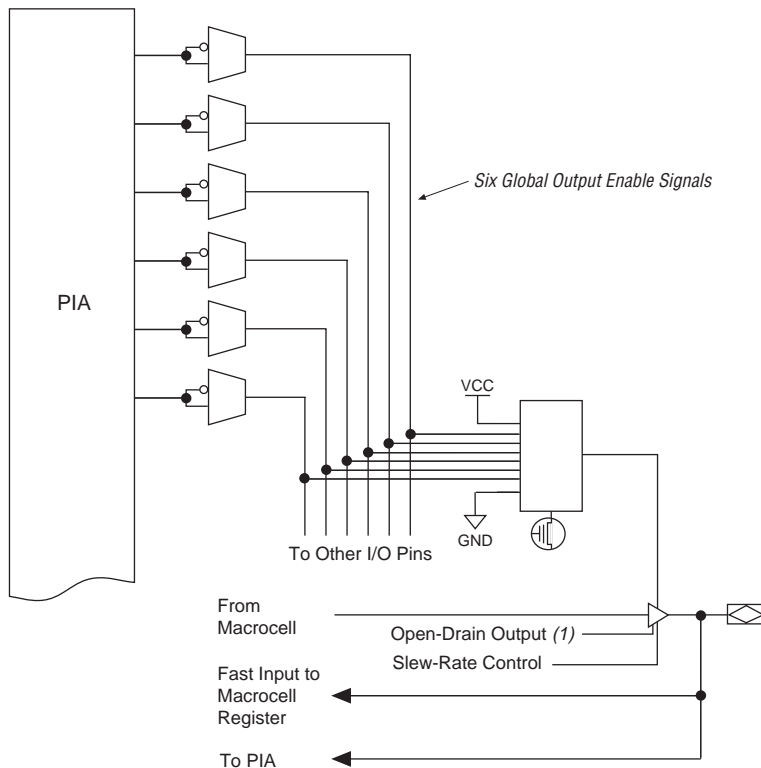 Six Global Output Enable Signals
PIA
VCC
GND
To Other I/O Pins
From
Macrocell
Open-Drain Output (1)
Slew-Rate Control
Fast Input to
Macrocell
Register
To PIA